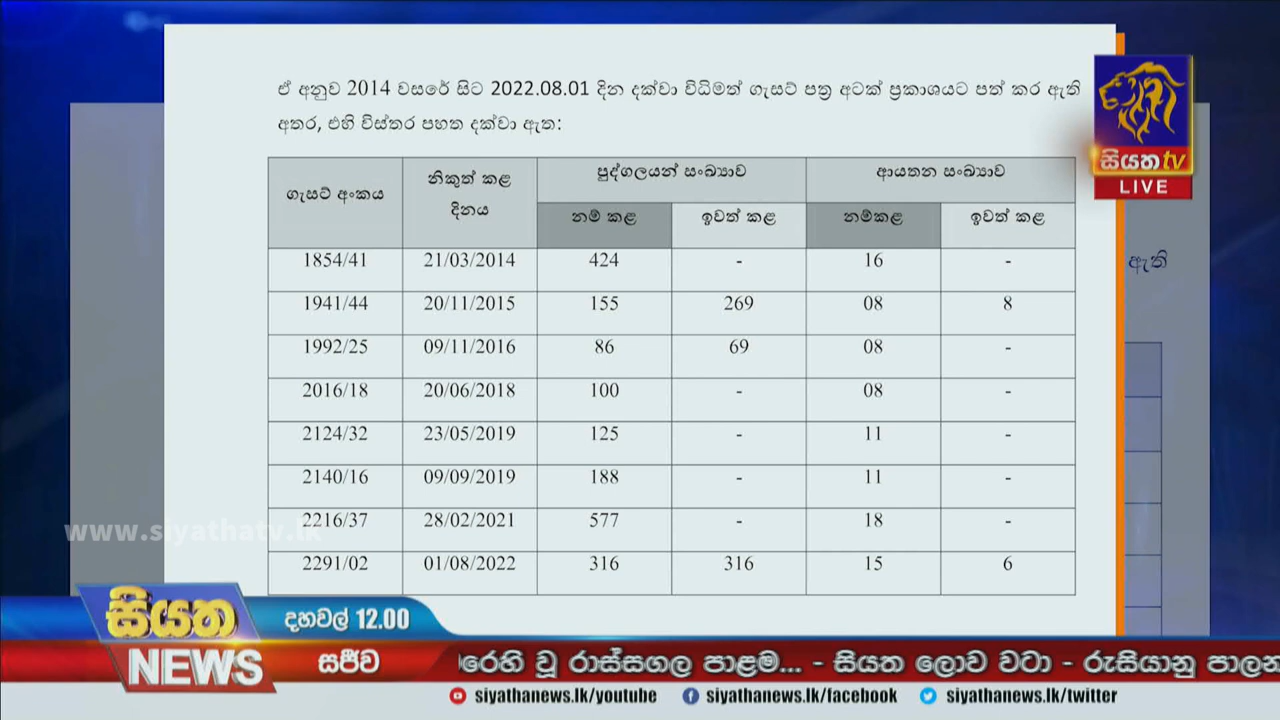 ඒ අනුව 2014 වසරේ සිට 2022.08.01 දින දක්වා විධිමත් ගැසට් පත්‍ර අටක් ප්‍රකාශයට පත් කර ඇති
අතර, එහි විස්තර පහත දක්වා ඇත:
සියත tv
LIVE
ගැසට් අංකය නිකුත් කළ දිනය පුද්ගලයන් සංඛ්‍යාව ආයතන සංඛ්‍යාව
නම් කළ ඉවත් කළ නම්කළ ඉවත් කළ
1854/41 21/03/2014 424 - 16 -
ඇති
1941/44 20/11/2015 155 269 08 8
1992/25 09/11/2016 86 69 08 -
2016/18 20/06/2018 100 - 08 -
2124/32 23/05/2019 125 - 11 -
2140/16 09/09/2019 188 - 11 -
2216/37 28/02/2021 577 - 18 -
www.siyathatv.lk
2291/02 01/08/2022 316 316 15 6
සියත NEWS
දහවල් 12.00
සජීව
රෙහි වූ රාස්සගල පාළම... - සියත ලොව වටා - රුසියානු පාලන
siyathanews.lk/youtube siyathanews.lk/facebook siyathanews.lk/twitter